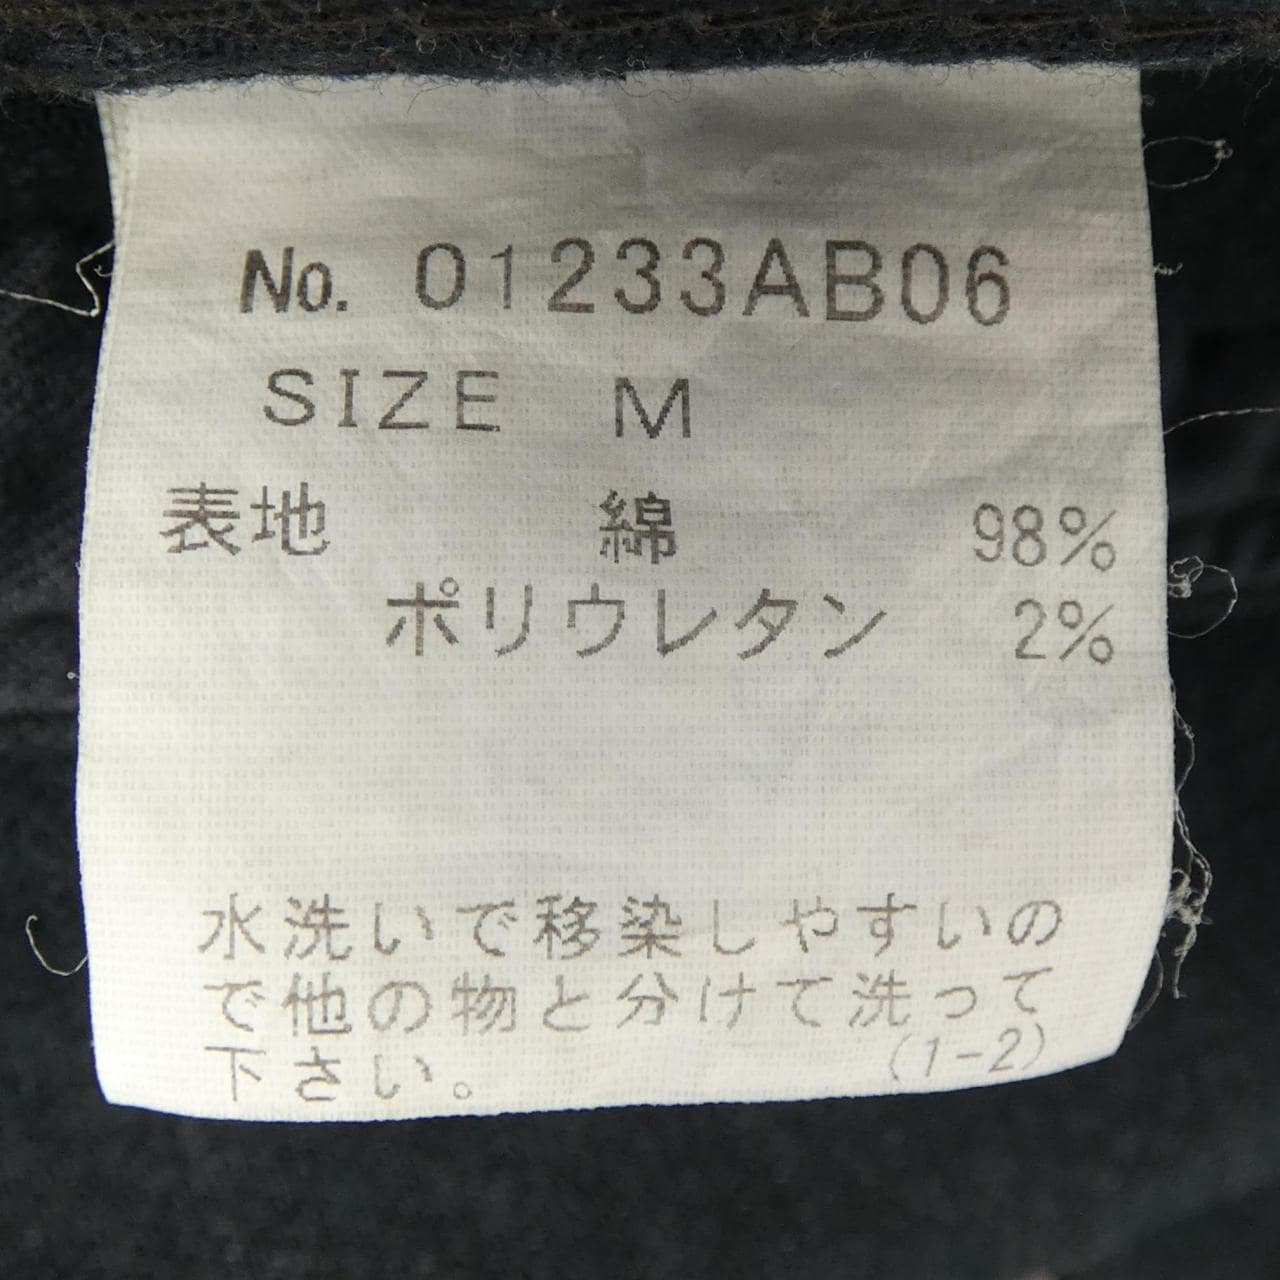 No. 01233AB06
SIZE M
表地 綿 98%
ポリウレタン 2%
水洗いで移染しやすいの
で他の物と分けて洗って
下さい。 (1-2)